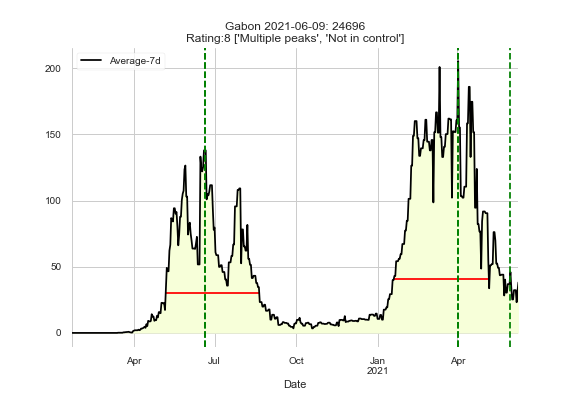 Gabon 2021-06-09: 24696
Rating:8 ['Multiple peaks', 'Not in control']
Average-7d
200
150
100
50
0
Apr
Jul
Oct
Jan
2021
Apr
Date